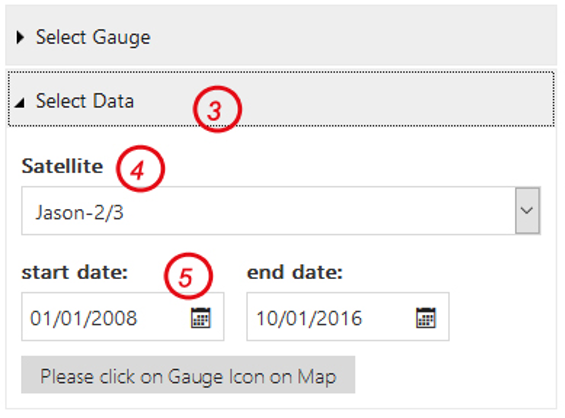 Select Gauge
Select Data 3
Satellite 4
Jason-2/3
start date: 5 end date:
01/01/2008 10/01/2016
Please click on Gauge Icon on Map